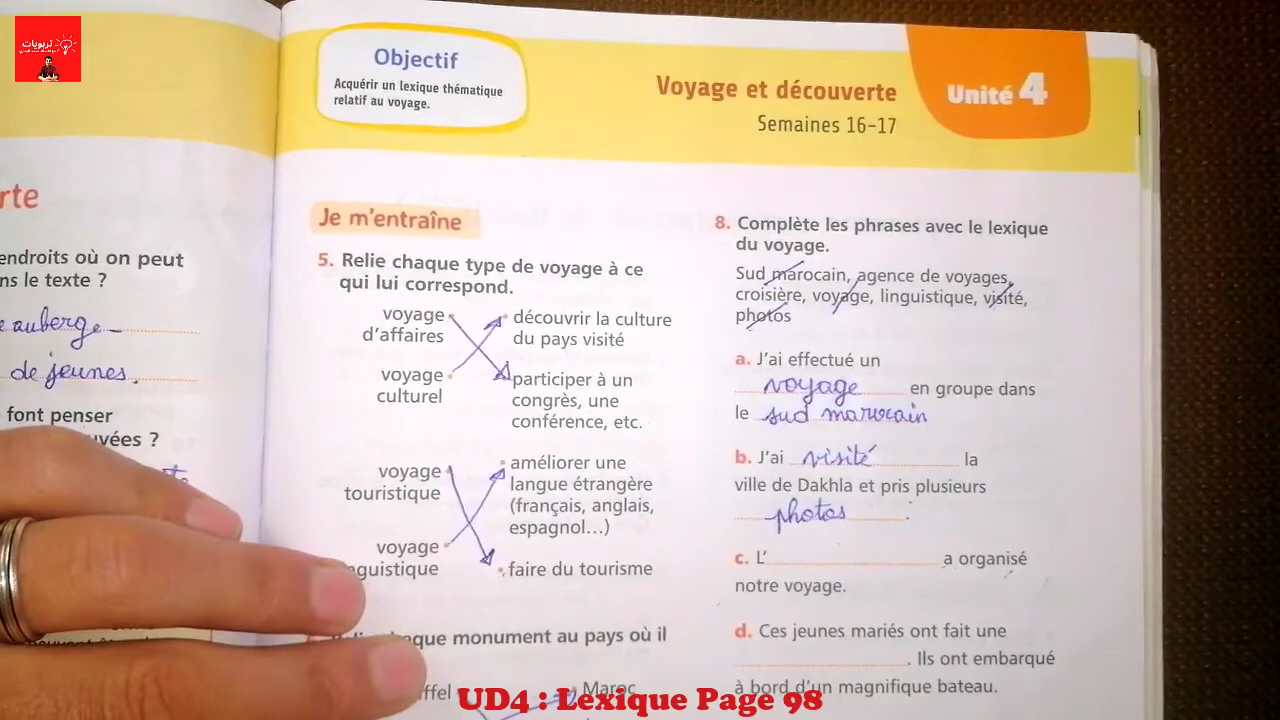 تربويات
Objectif
Acquérir un lexique thématique
relatif au voyage.
Voyage et découverte
Semaines 16-17
Unité 4
rte
endroits où on peut
ns le texte ?
auberge
de jeunes.
font penser
uvées ?
Je m'entraîne
5. Relie chaque type de voyage à ce
qui lui correspond.
voyage
d'affaires
découvrir la culture
du pays visité
voyage
culturel
participer à un
congrès, une
conférence, etc.
voyage
touristique
améliorer une
langue étrangère
(français, anglais,
espagnol...)
voyage
nguistique
faire du tourisme
que monument au pays où il
ffel
Maroc
8. Complète les phrases avec le lexique
du voyage.
Sud marocain, agence de voyages,
croisière, voyage, linguistique, visité,
photos
a. J'ai effectué un
voyage en groupe dans
le sud marocain
b. J'ai visité la
ville de Dakhla et pris plusieurs
photos.
c. L' a organisé
notre voyage.
d. Ces jeunes mariés ont fait une
. Ils ont embarqué
à bord d'un magnifique bateau.
UD4 : Lexique Page 98